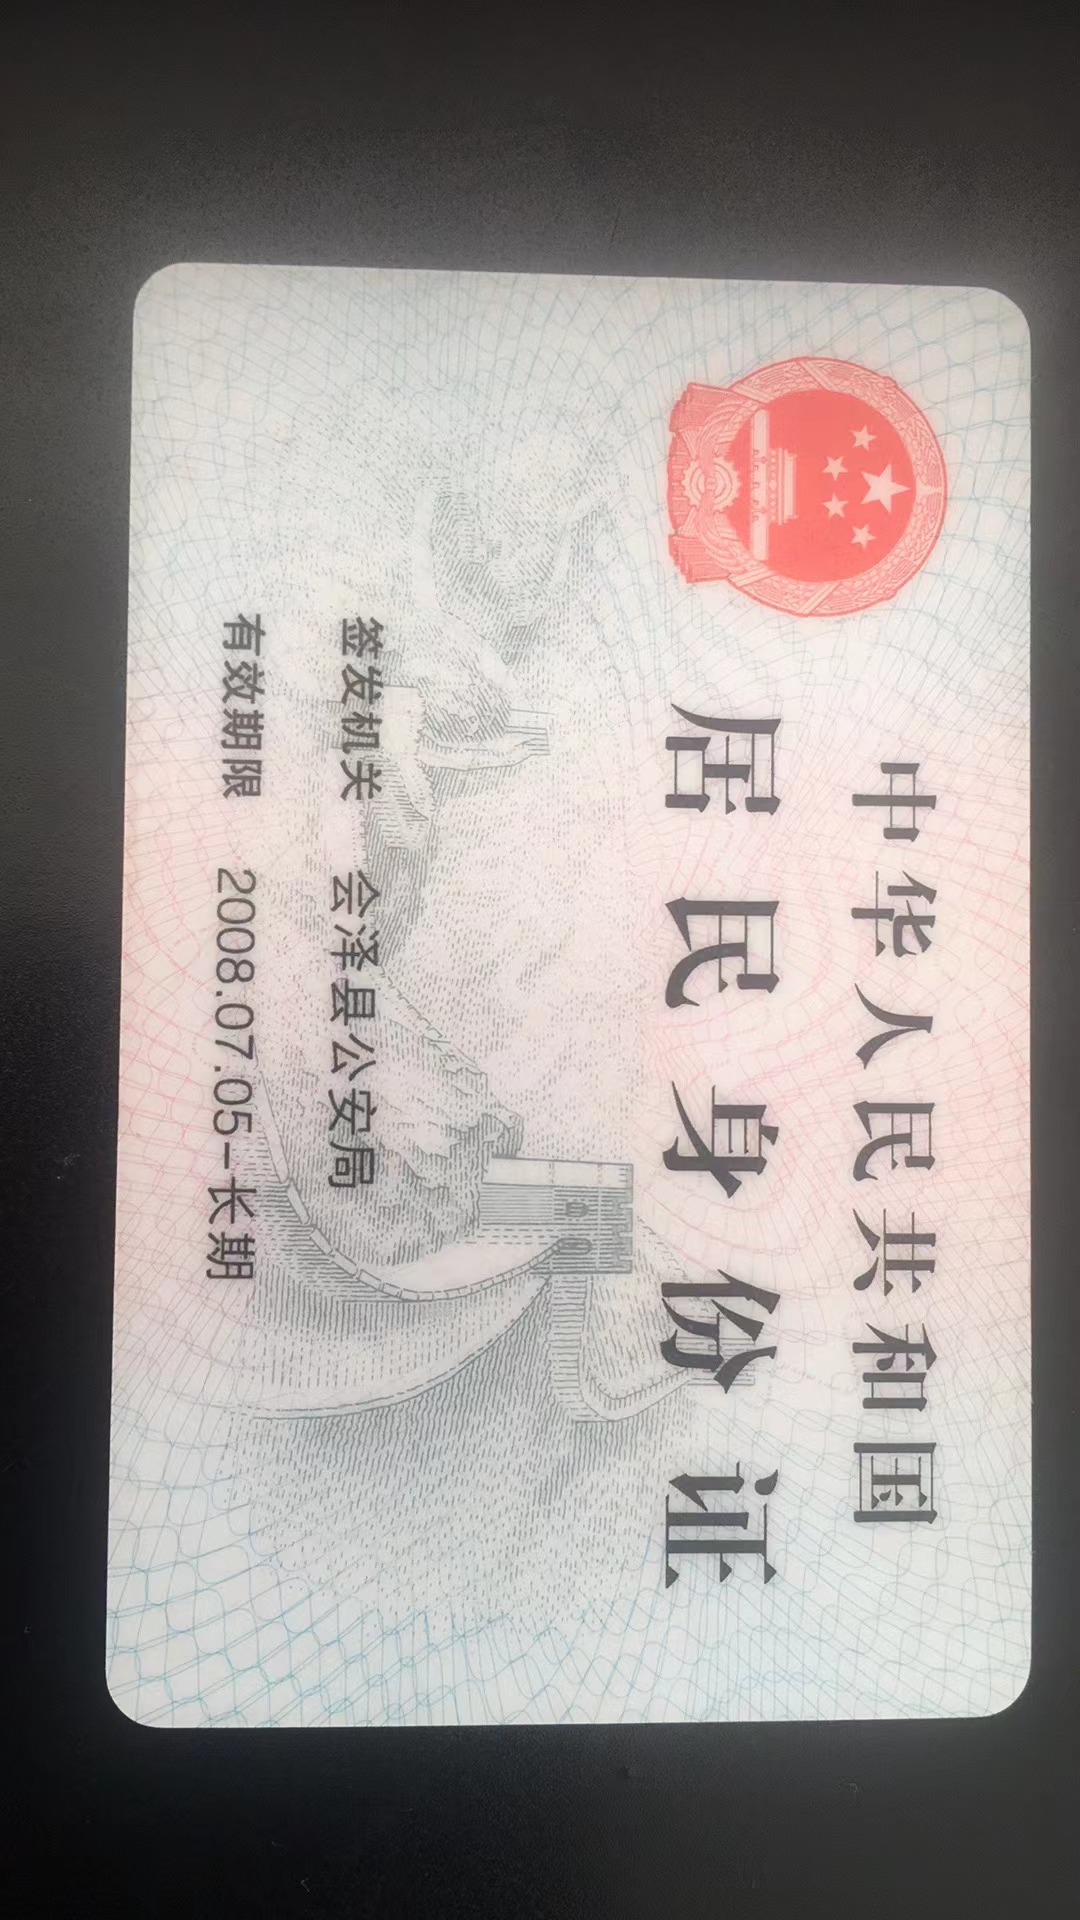 中华人民共和国
居民身份证
签发机关 会泽县公安局
有效期限 2008.07.05-长期